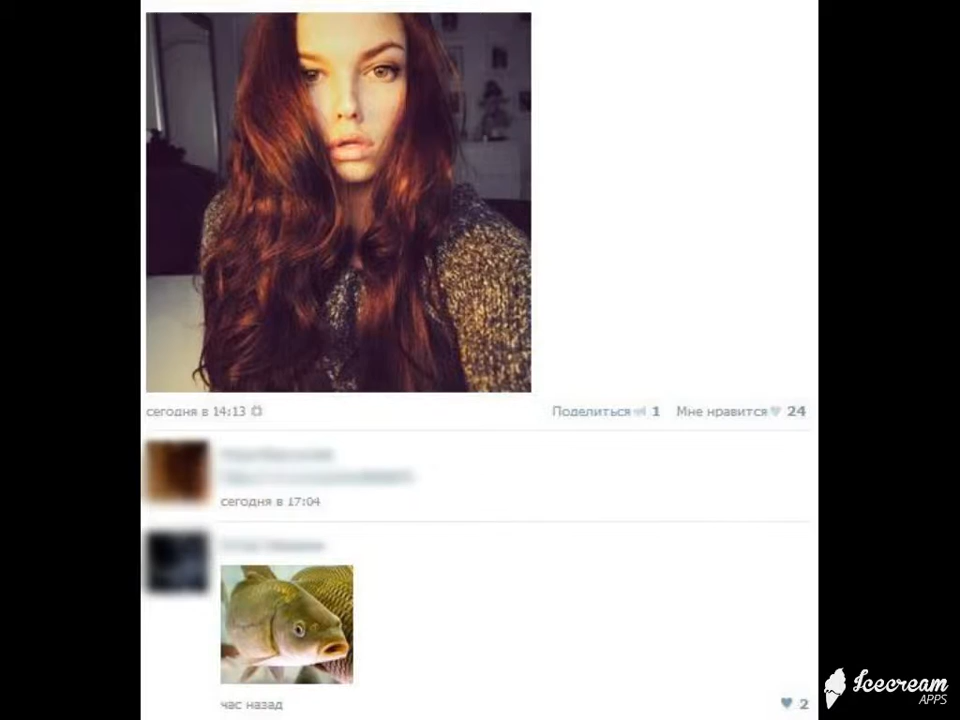 сегодня в 14:13
Поделиться 1 Мне нравится 24
сегодня в 17:04
час назад
2
Icecream
APPS